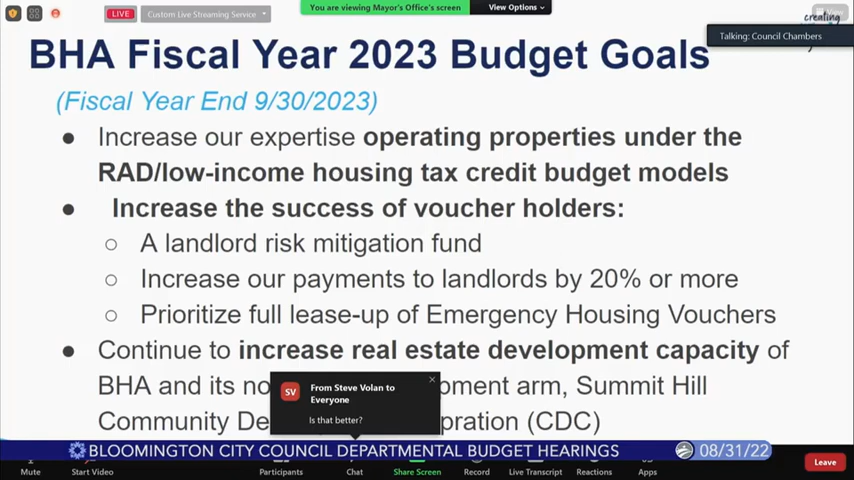 LIVE
Custom Live Streaming Service
You are viewing Mayor's Office's screen
View Options
View
creating
Talking: Council Chambers
BHA Fiscal Year 2023 Budget Goals
(Fiscal Year End 9/30/2023)
● Increase our expertise operating properties under the
RAD/low-income housing tax credit budget models
● Increase the success of voucher holders:
○ A landlord risk mitigation fund
○ Increase our payments to landlords by 20% or more
○ Prioritize full lease-up of Emergency Housing Vouchers
● Continue to increase real estate development capacity of
BHA and its no pment arm, Summit Hill
Community De pration (CDC)
SV
From Steve Volan to
Everyone
Is that better?
BLOOMINGTON CITY COUNCIL DEPARTMENTAL BUDGET HEARINGS
08/31/22
Mute
Start Video
Participants
Chat
Share Screen
Record
Live Transcript
Reactions
Apps
Leave